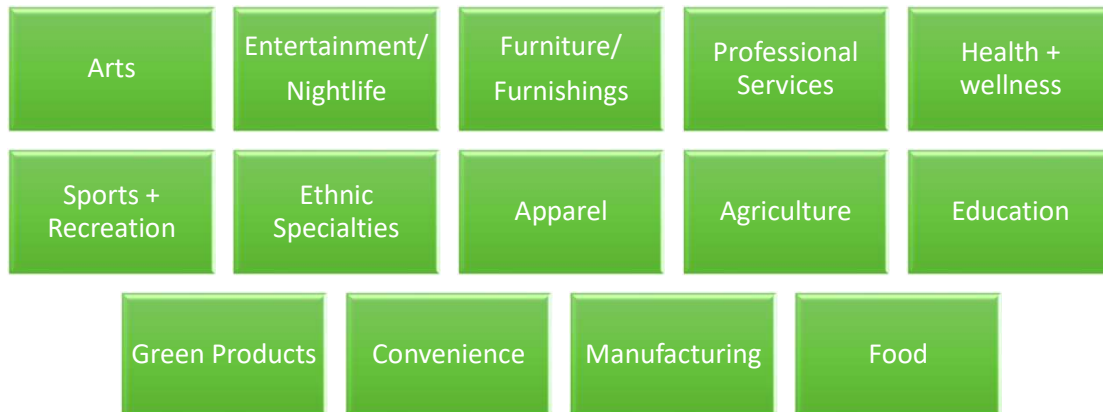 Arts
Entertainment/
Nightlife
Furniture/
Furnishings
Professional
Services
Health +
wellness
Sports +
Recreation
Ethnic
Specialties
Apparel
Agriculture
Education
Green Products
Convenience
Manufacturing
Food